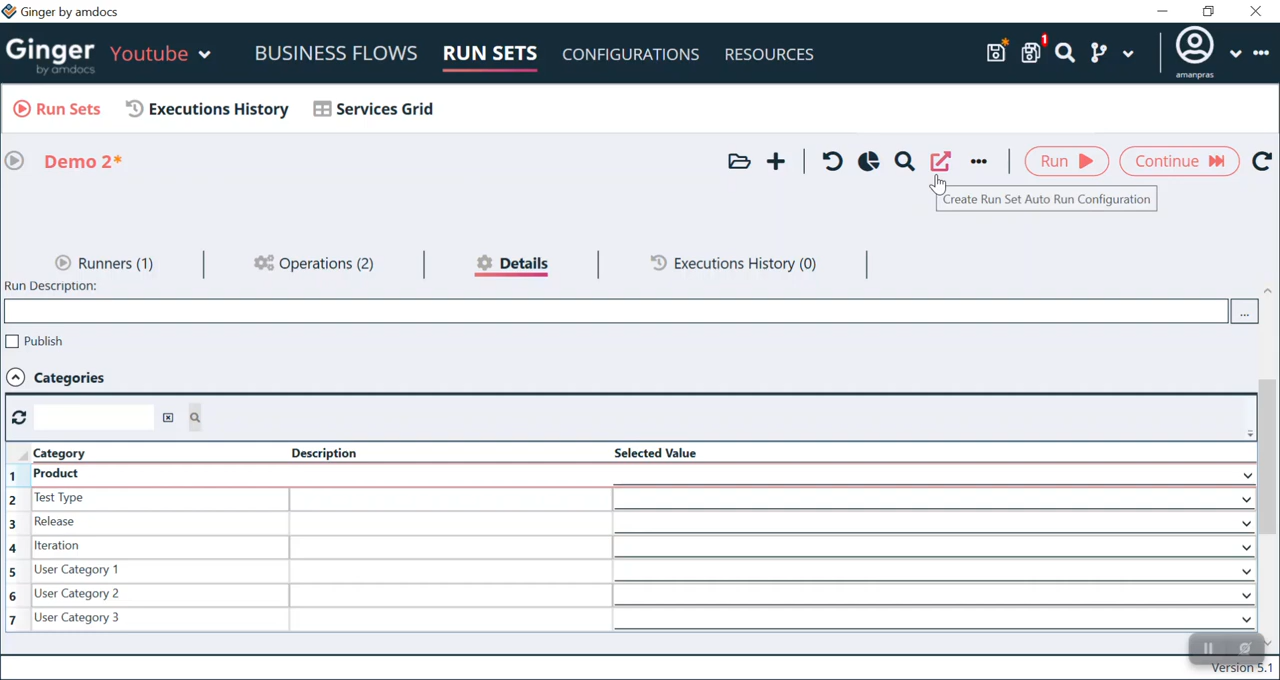 Ginger by amdocs
Ginger by amdocs Youtube BUSINESS FLOWS RUN SETS CONFIGURATIONS RESOURCES 1 amanpras
Run Sets Executions History Services Grid
Demo 2* Run Continue
Create Run Set Auto Run Configuration
Runners (1) Operations (2) Details Executions History (0)
Run Description:
...
Publish
Categories
Category Description Selected Value
1 Product
2 Test Type
3 Release
4 Iteration
5 User Category 1
6 User Category 2
7 User Category 3
Version 5.1